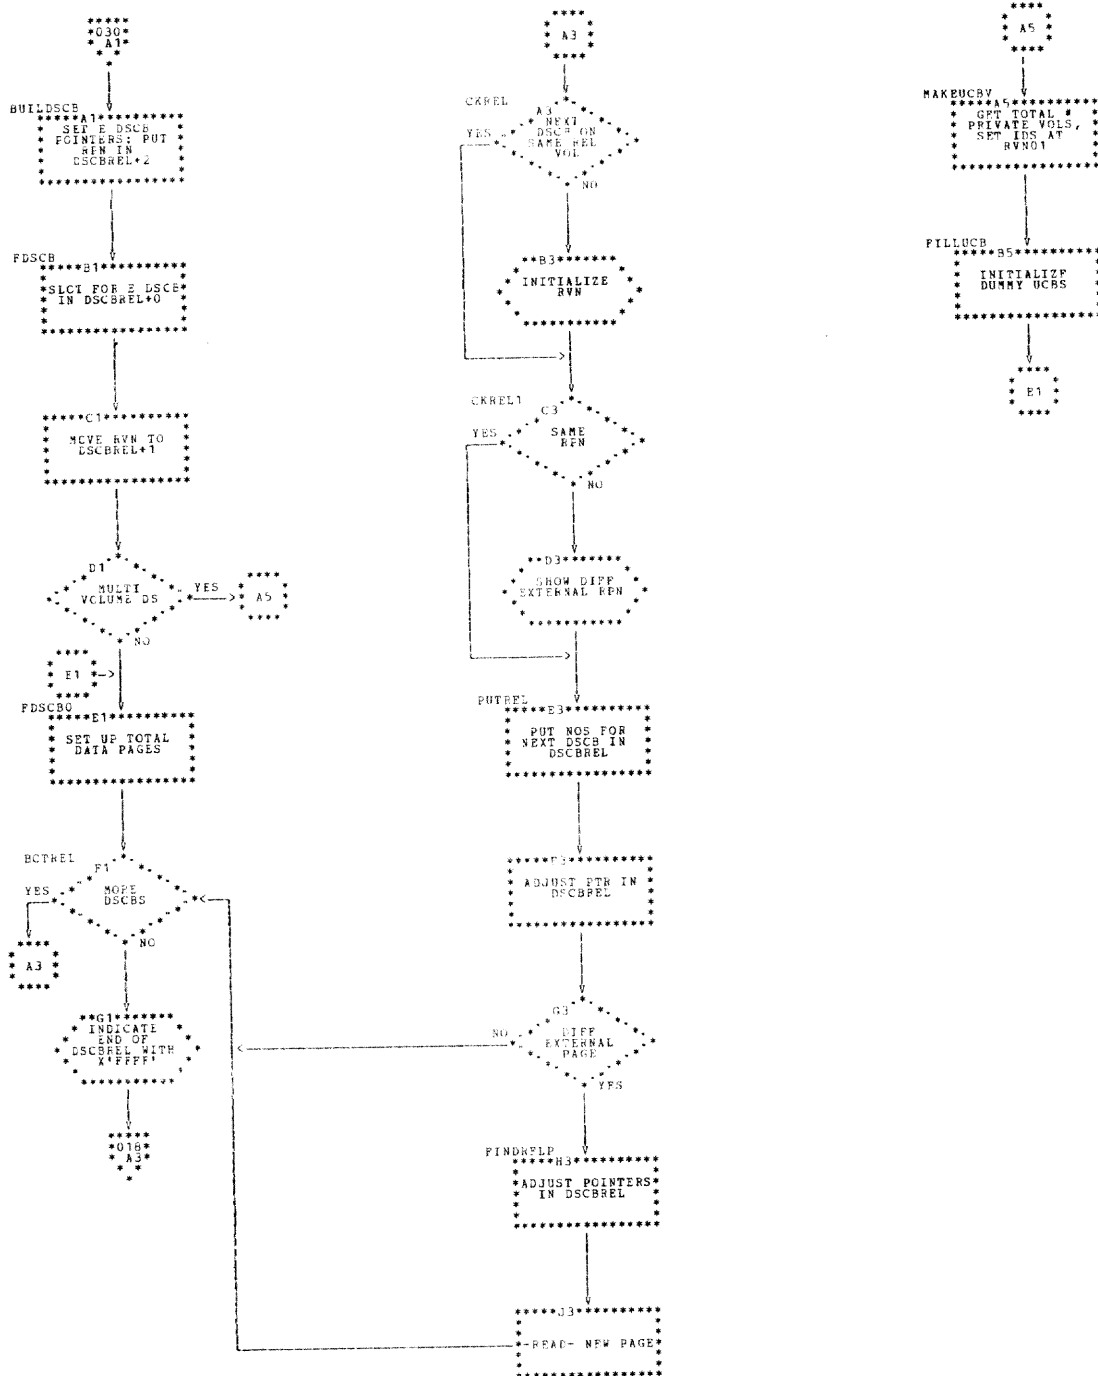 030
A1
BUILDSCB
A1
SET E DSCB
POINTERS; PUT
RPN IN
DSCBREL+2
FDSCB
B1
SLCT FOR E DSCB
IN DSCBREL+0
C1
MOVE RVN TO
DSCBREL+1
D1
MULTI
VOLUME DS
YES
A5
NO
E1
FDSCB0
E1
SET UP TOTAL
DATA PAGES
BCTREL
F1
YES
MORE
DSCBS
NO
A3
G1
INDICATE
END OF
DSCBREL WITH
X'FFFF'
018
A3
A3
CKREL
A3
YES
NEXT
DSCB ON
SAME REL
VOL
NO
B3
INITIALIZE
RVN
CKREL1
C3
YES
SAME
RPN
NO
D3
SHOW DIFF
EXTERNAL RPN
PUTREL
E3
PUT NOS FOR
NEXT DSCB IN
DSCBREL
F3
ADJUST PTR IN
DSCBREL
G3
NO
DIFF
EXTERNAL
PAGE
YES
FINDRELP
H3
ADJUST POINTERS
IN DSCBREL
J3
-READ- NEW PAGE
A5
MAKEUCBV
A5
GET TOTAL #
PRIVATE VOLS,
SET IDS AT
RVN01
FILLUCB
B5
INITIALIZE
DUMMY UCBS
E1